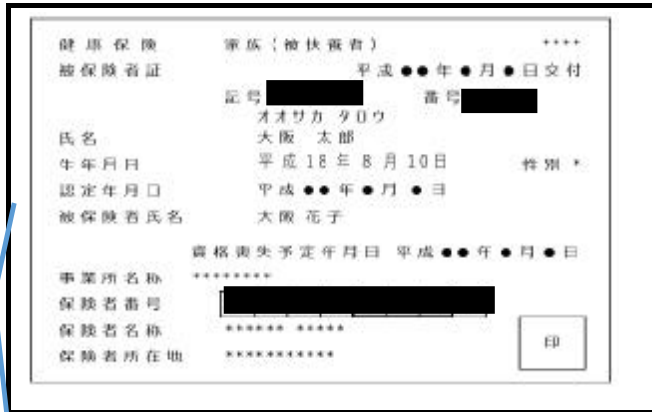 健康保険 家族（被扶養者） ****
被保険者証 平成●●年●月●日交付
記号 番号
オオサカ タロウ
氏名 大阪 太郎
生年月日 平成18年8月10日 性別 *
認定年月日 平成●●年●月●日
被保険者氏名 大阪 花子
資格喪失予定年月日 平成●●年●月●日
事業所名称 ********
保険者番号
保険者名称 ****** *****
保険者所在地 ***********
印